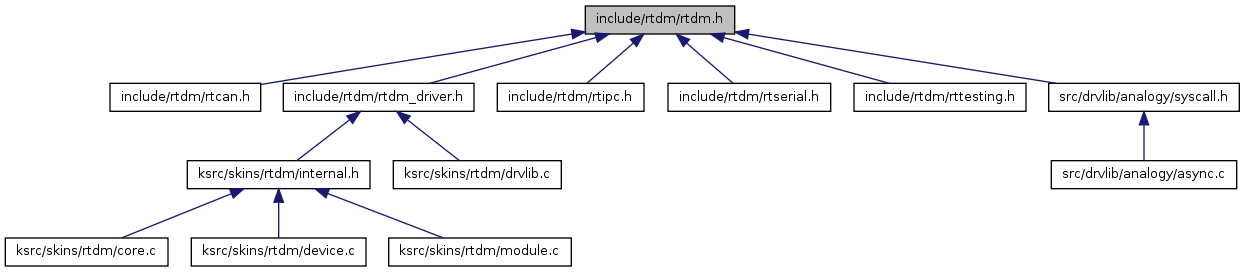 include/rtdm/rtdm.h
include/rtdm/rtcan.h
include/rtdm/rtdm_driver.h
include/rtdm/rtipc.h
include/rtdm/rtserial.h
include/rtdm/rttesting.h
src/drvlib/analogy/syscall.h
ksrc/skins/rtdm/internal.h
ksrc/skins/rtdm/drvlib.c
src/drvlib/analogy/async.c
ksrc/skins/rtdm/core.c
ksrc/skins/rtdm/device.c
ksrc/skins/rtdm/module.c